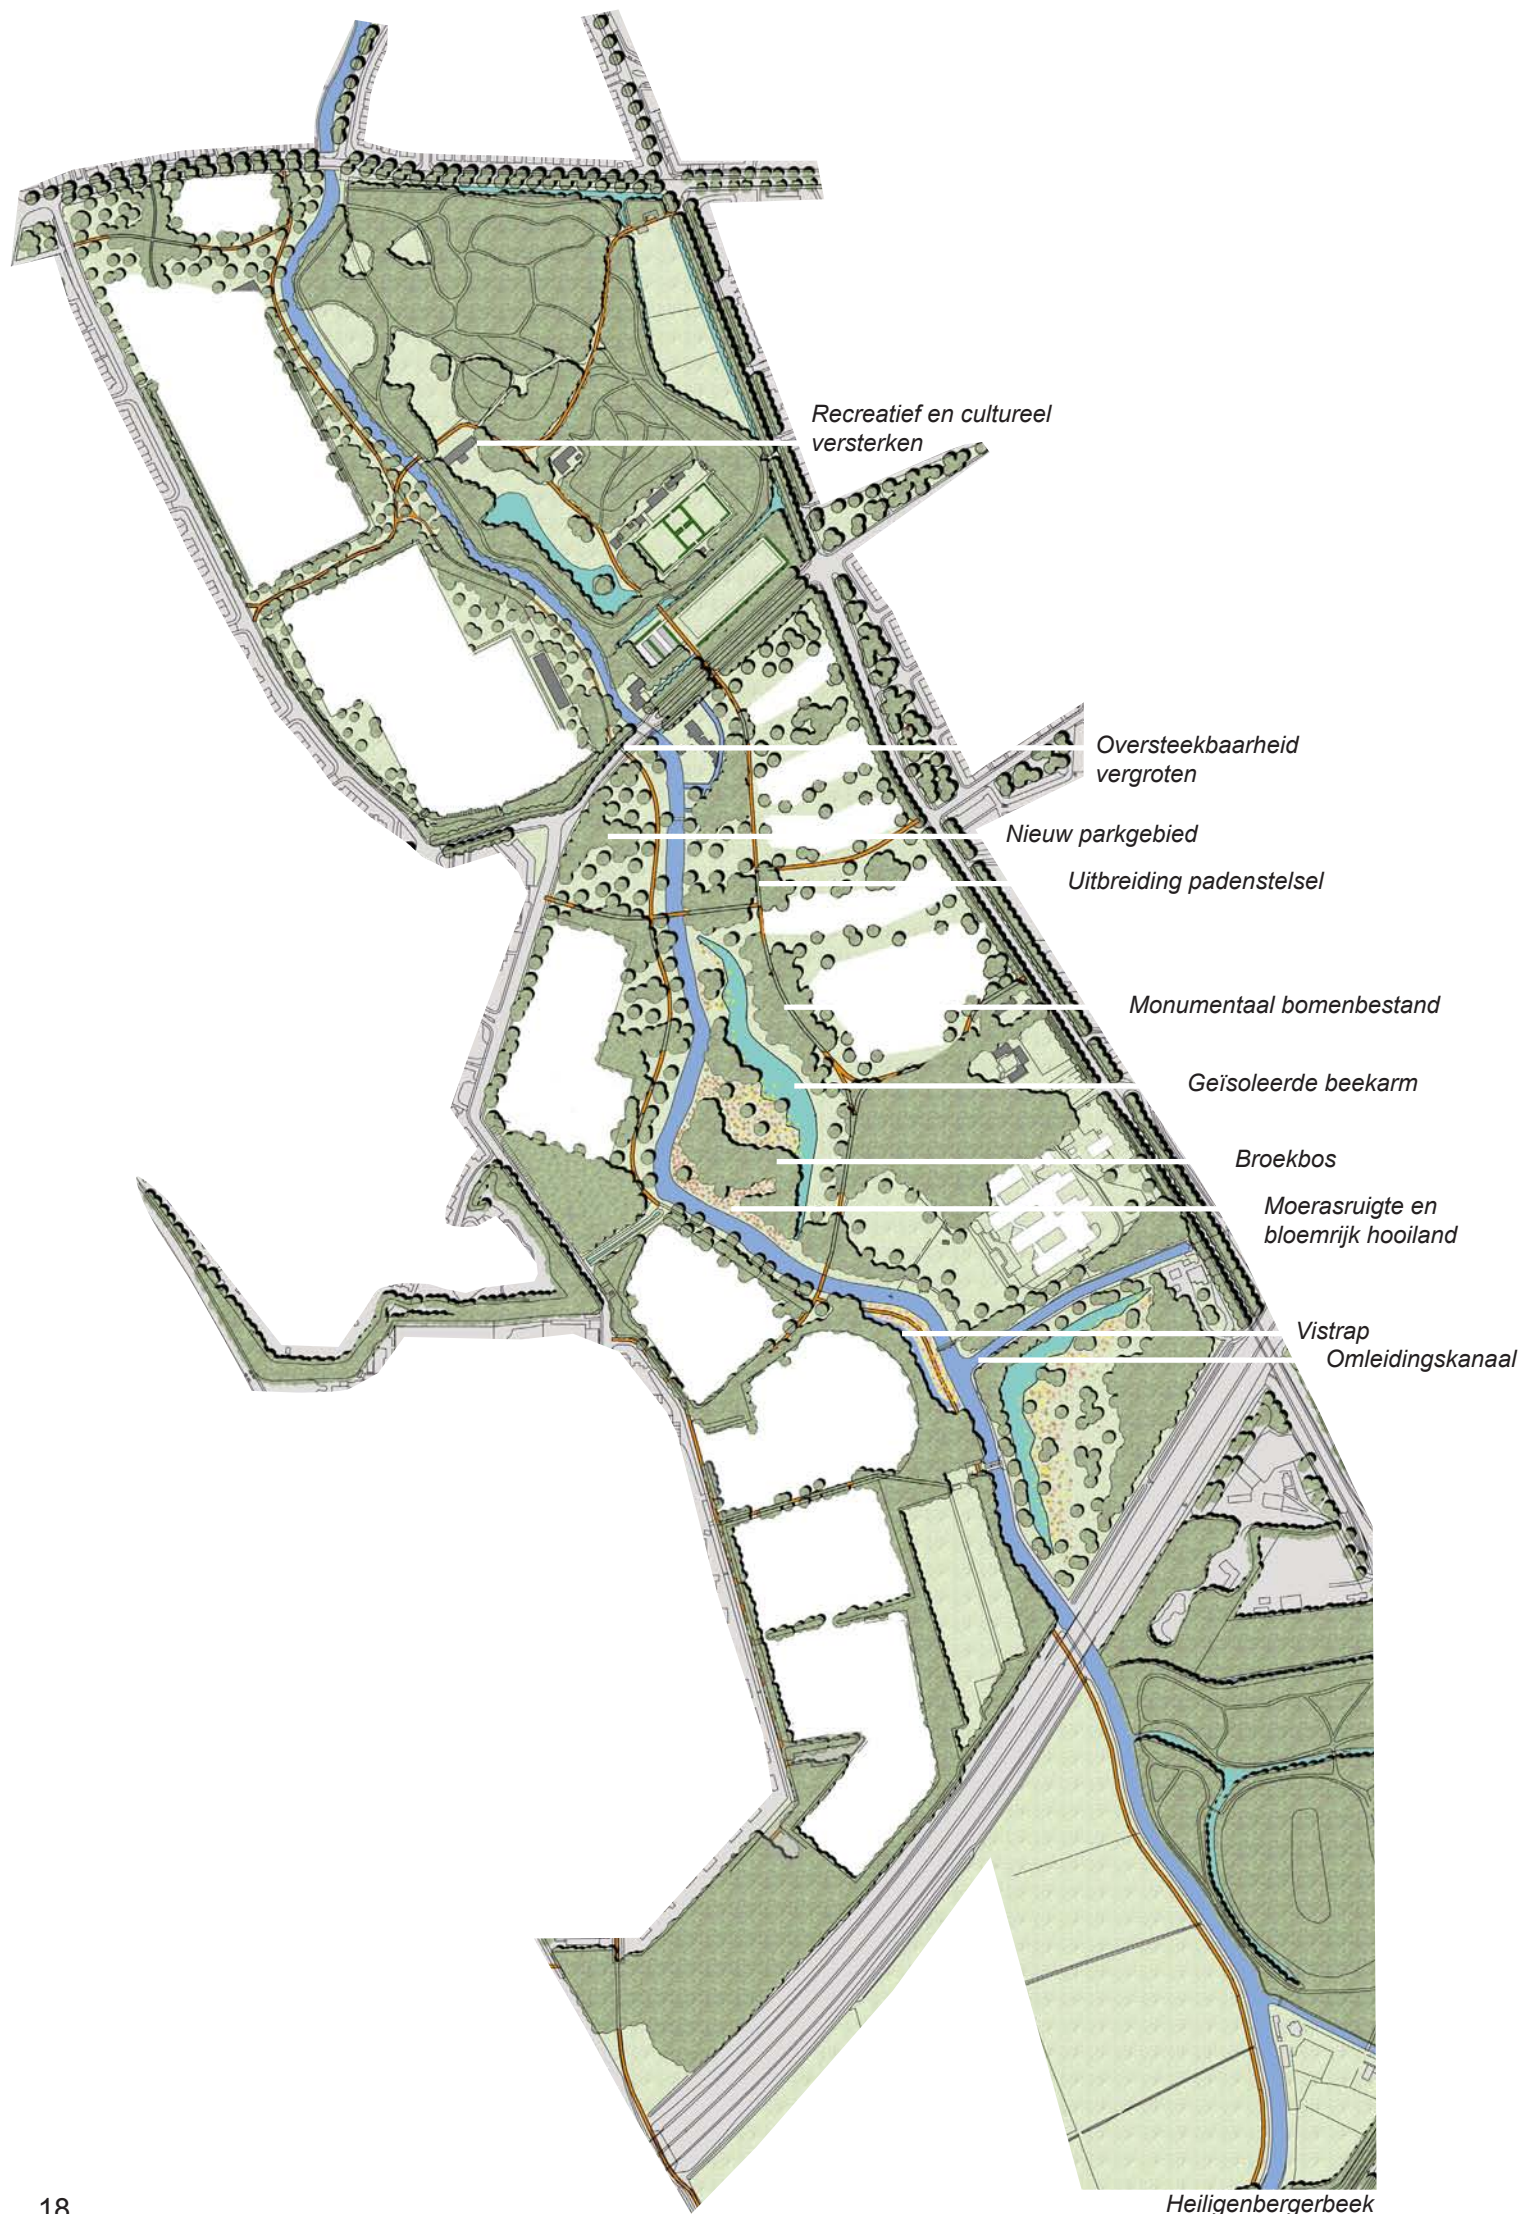 Recreatief en cultureel
versterken
Oversteekbaarheid
vergroten
Nieuw parkgebied
Uitbreiding padenstelsel
Monumentaal bomenbestand
Geïsoleerde beekarm
Broekbos
Moerasruigte en
bloemrijk hooiland
Vistrap
Omleidingskanaal
Heiligenbergerbeek
18